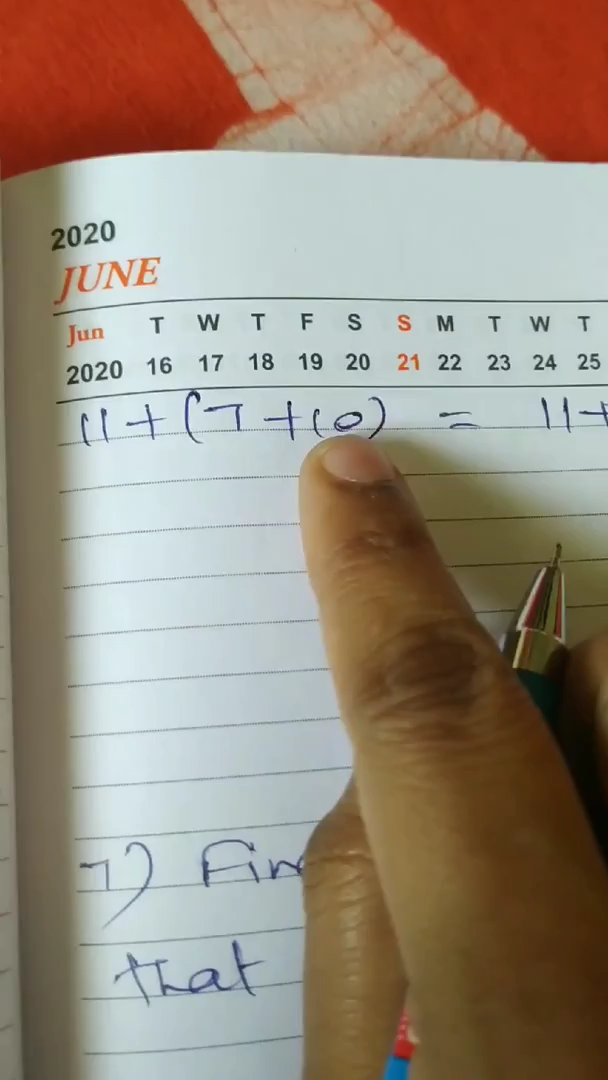 2020
JUNE
Jun T W T F S S M T W T
2020 16 17 18 19 20 21 22 23 24 25
11+(7+10) = 11+
7) Fin
that